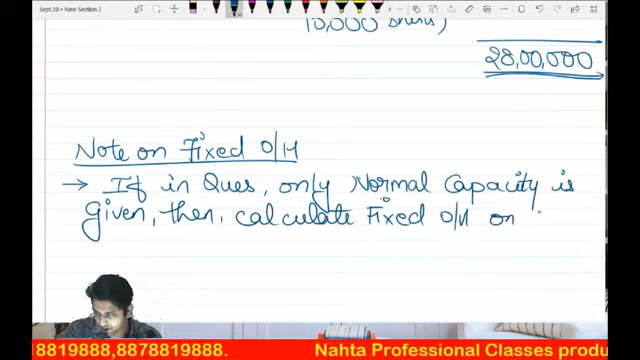 Sept.20 » New Section 2
10,000 shirts)
28,00,000
Note on Fixed O/H
→ If in Ques, only Normal Capacity is
given, then, calculate Fixed O/H on
8819888,8878819888. Nahta Professional Classes produ